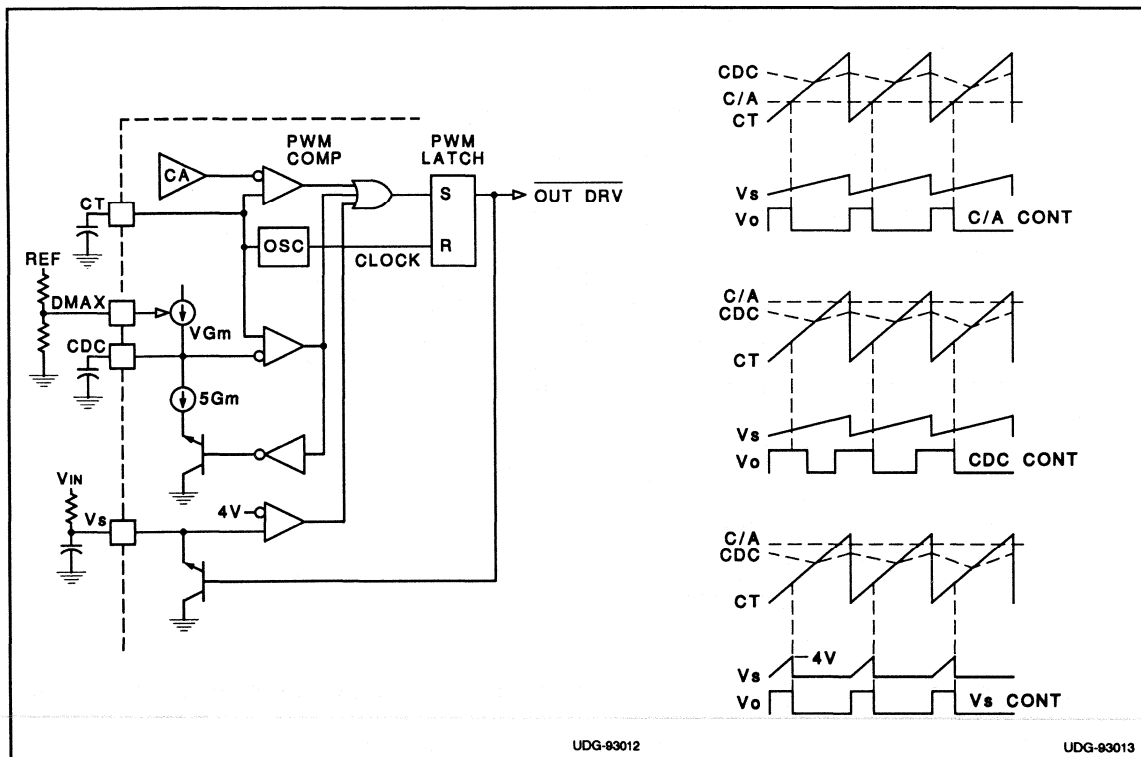 PWM
COMP
PWM
LATCH
CA
S
OUT DRV
CT
OSC
R
CLOCK
REF
DMAX
VGm
CDC
5Gm
VIN
Vs
4V
UDG-93012
CDC
C/A
CT
Vs
Vo
C/A CONT
C/A
CDC
CT
Vs
Vo
CDC CONT
C/A
CDC
CT
4V
Vs
Vo
Vs CONT
UDG-93013